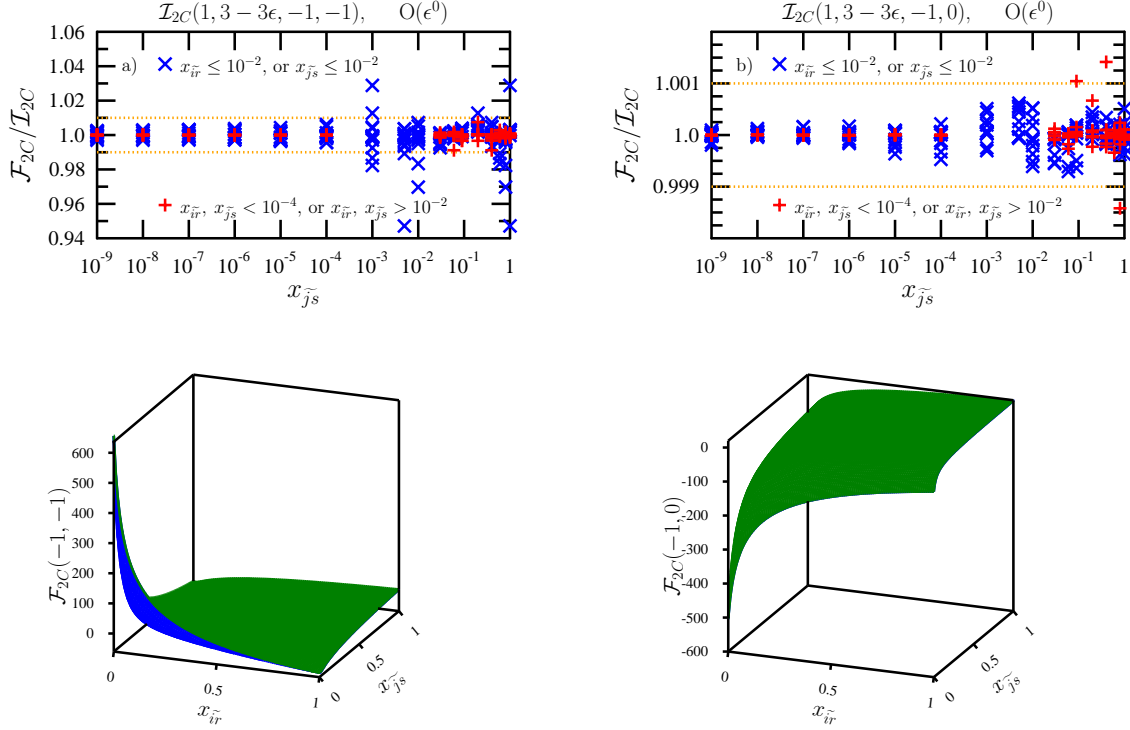 𝓘₂C(1, 3 − 3ϵ, −1, −1), O(ϵ⁰)
1.06
1.04
1.02
1.0
0.98
0.96
0.94
𝓕₂C/𝓘₂C
a)
× x_{ĩr} ≤ 10⁻², or x_{j̃s} ≤ 10⁻²
+ x_{ĩr}, x_{j̃s} < 10⁻⁴, or x_{ĩr}, x_{j̃s} > 10⁻²
10⁻⁹ 10⁻⁸ 10⁻⁷ 10⁻⁶ 10⁻⁵ 10⁻⁴ 10⁻³ 10⁻² 10⁻¹ 1
x_{j̃s}
𝓘₂C(1, 3 − 3ϵ, −1, 0), O(ϵ⁰)
1.001
1.0
0.999
𝓕₂C/𝓘₂C
b)
× x_{ĩr} ≤ 10⁻², or x_{j̃s} ≤ 10⁻²
+ x_{ĩr}, x_{j̃s} < 10⁻⁴, or x_{ĩr}, x_{j̃s} > 10⁻²
10⁻⁹ 10⁻⁸ 10⁻⁷ 10⁻⁶ 10⁻⁵ 10⁻⁴ 10⁻³ 10⁻² 10⁻¹ 1
x_{j̃s}
600
500
400
300
200
100
0
𝓕₂C(−1, −1)
0 0.5 1
x_{ĩr}
0 0.5 1
x_{j̃s}
0
-100
-200
-300
-400
-500
-600
𝓕₂C(−1, 0)
0 0.5 1
x_{ĩr}
0 0.5 1
x_{j̃s}